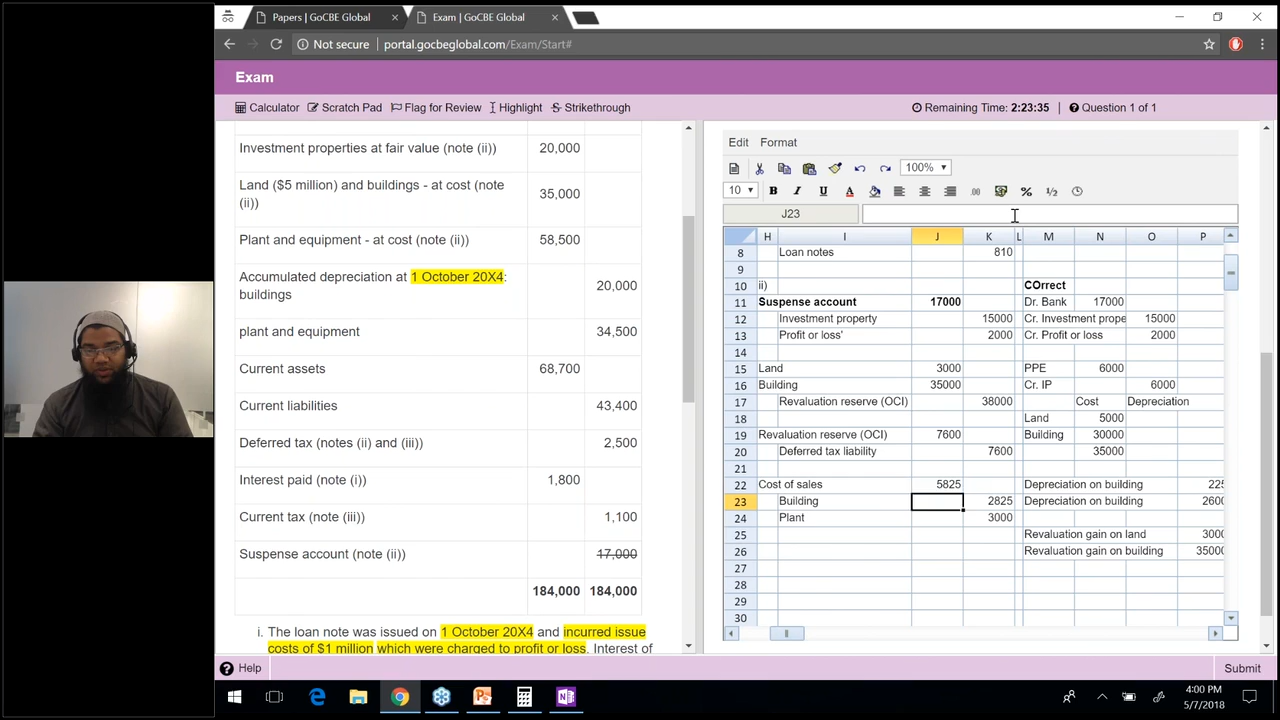 Papers | GoCBE Global
Exam | GoCBE Global
Not secure
portal.gocbeglobal.com/Exam/Start#
Exam
Calculator
Scratch Pad
Flag for Review
Highlight
Strikethrough
Remaining Time: 2:23:35
Question 1 of 1
Investment properties at fair value (note (ii)) 20,000
Land ($5 million) and buildings - at cost (note
(ii)) 35,000
Plant and equipment - at cost (note (ii)) 58,500
Accumulated depreciation at 1 October 20X4:
buildings 20,000
plant and equipment 34,500
Current assets 68,700
Current liabilities 43,400
Deferred tax (notes (ii) and (iii)) 2,500
Interest paid (note (i)) 1,800
Current tax (note (iii)) 1,100
Suspense account (note (ii)) 17,000
184,000 184,000
i. The loan note was issued on 1 October 20X4 and incurred issue
costs of $1 million which were charged to profit or loss. Interest of
Edit Format
100%
10 B I U A % 1/2
J23
H I J K L M N O P
8 Loan notes 810
9
10 ii) COrrect
11 Suspense account 17000 Dr. Bank 17000
12 Investment property 15000 Cr. Investment prope 15000
13 Profit or loss' 2000 Cr. Profit or loss 2000
14
15 Land 3000 PPE 6000
16 Building 35000 Cr. IP 6000
17 Revaluation reserve (OCI) 38000 Cost Depreciation
18 Land 5000
19 Revaluation reserve (OCI) 7600 Building 30000
20 Deferred tax liability 7600 35000
21
22 Cost of sales 5825 Depreciation on building 225
23 Building 2825 Depreciation on building 2600
24 Plant 3000
25 Revaluation gain on land 3000
26 Revaluation gain on building 35000
27
28
29
30
Help
Submit
4:00 PM
5/7/2018